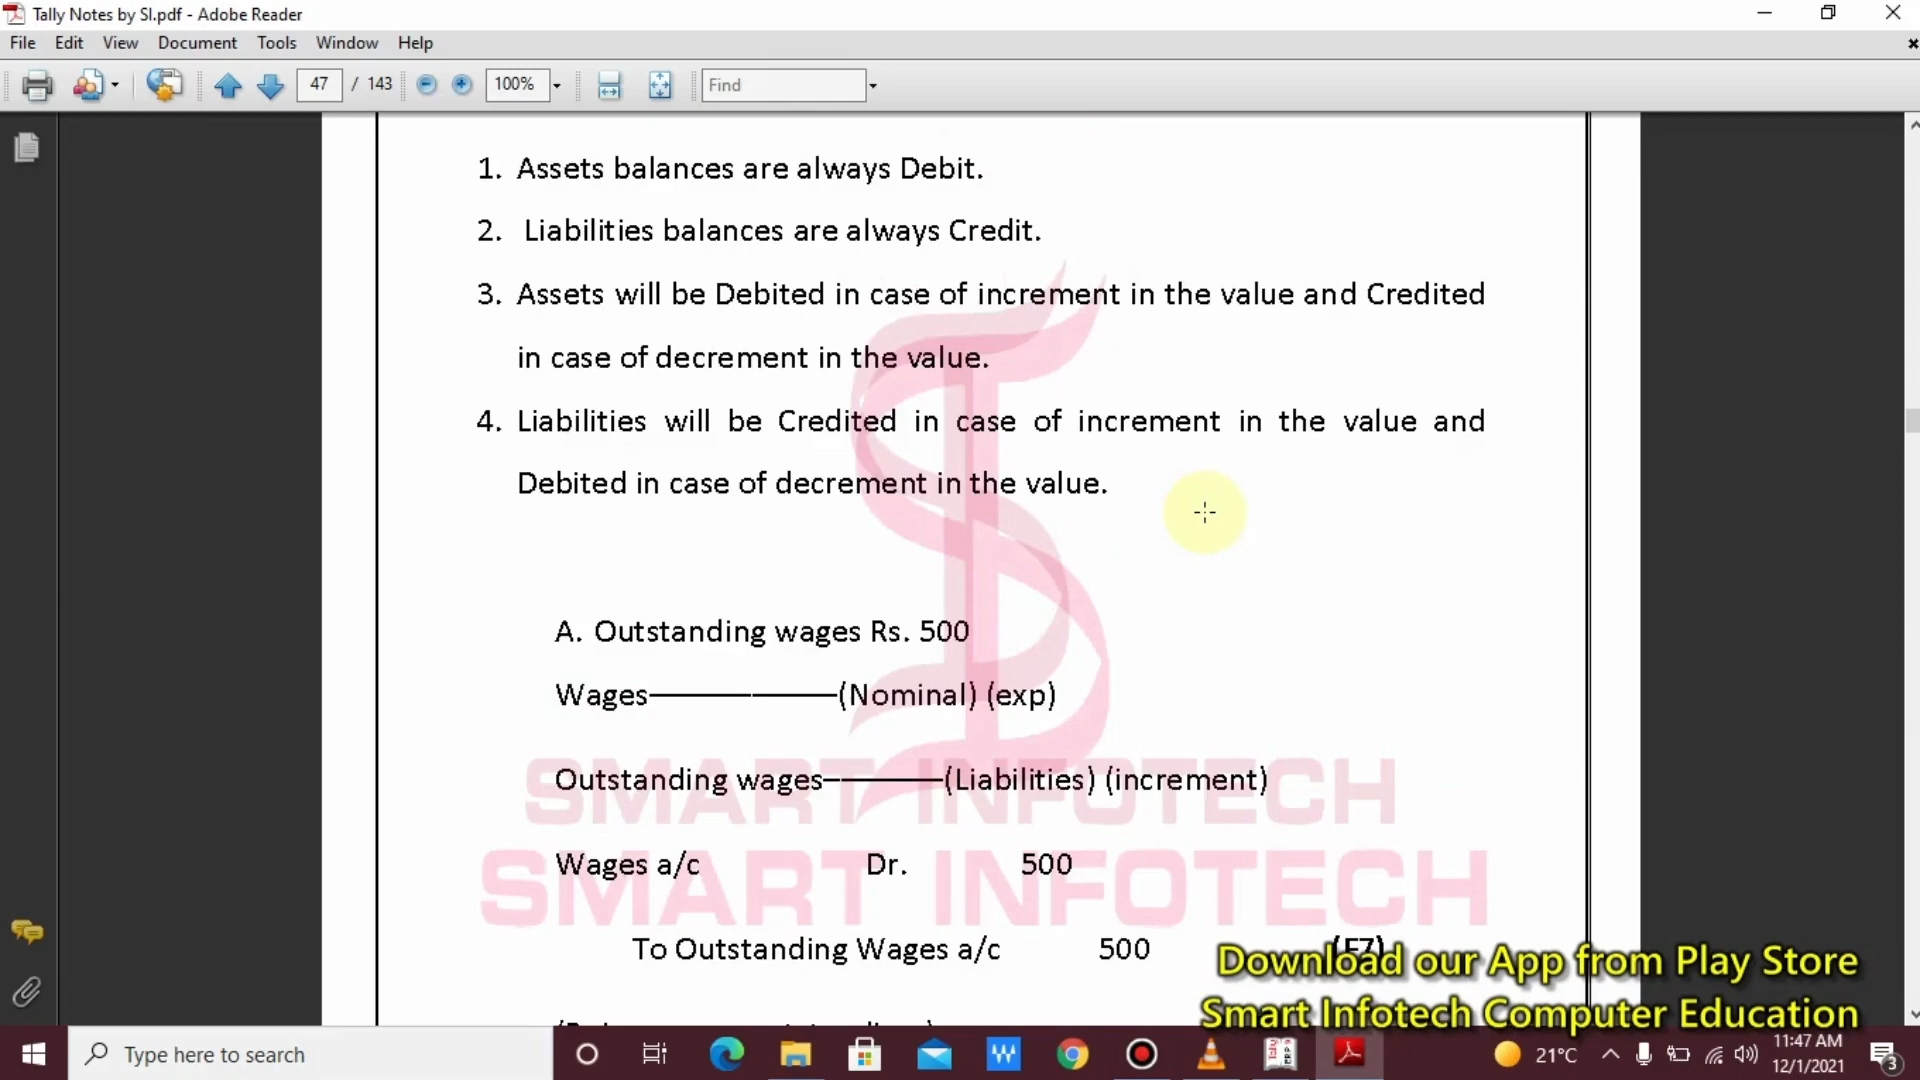 Tally Notes by SI.pdf - Adobe Reader
File Edit View Document Tools Window Help
47 / 143 100% Find
1. Assets balances are always Debit.
2. Liabilities balances are always Credit.
3. Assets will be Debited in case of increment in the value and Credited
in case of decrement in the value.
4. Liabilities will be Credited in case of increment in the value and
Debited in case of decrement in the value.
A. Outstanding wages Rs. 500
Wages—————(Nominal) (exp)
Outstanding wages————(Liabilities) (increment)
SMART INFOTECH
Wages a/c Dr. 500
SMART INFOTECH
To Outstanding Wages a/c 500 (F7)
Download our App from Play Store
Smart Infotech Computer Education
Type here to search
21°C
11:47 AM
12/1/2021
3